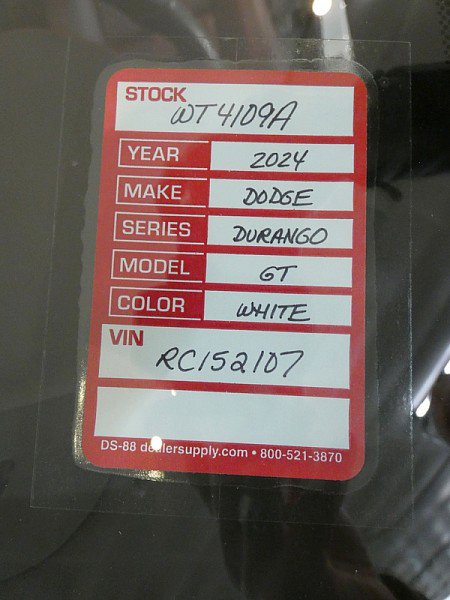 STOCK
WT4109A
YEAR 2024
MAKE DODGE
SERIES DURANGO
MODEL GT
COLOR WHITE
VIN
RC152107
DS-88 dealersupply.com • 800-521-3870